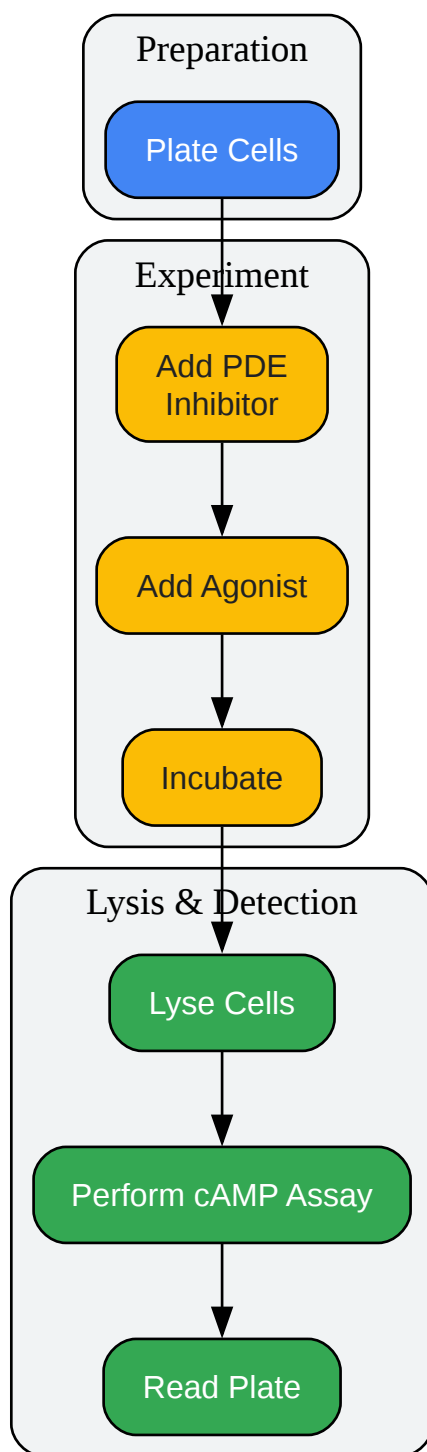 Preparation
Plate Cells
Experiment
Add PDE
Inhibitor
Add Agonist
Incubate
Lysis & Detection
Lyse Cells
Perform cAMP Assay
Read Plate